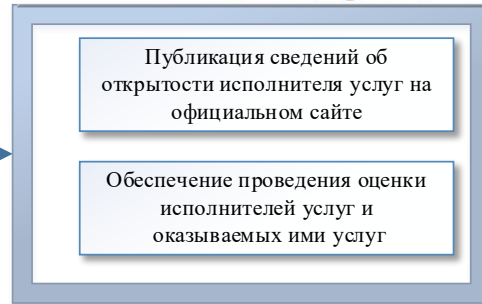 Публикация сведений об
открытости исполнителя услуг на
официальном сайте
Обеспечение проведения оценки
исполнителей услуг и
оказываемых ими услуг